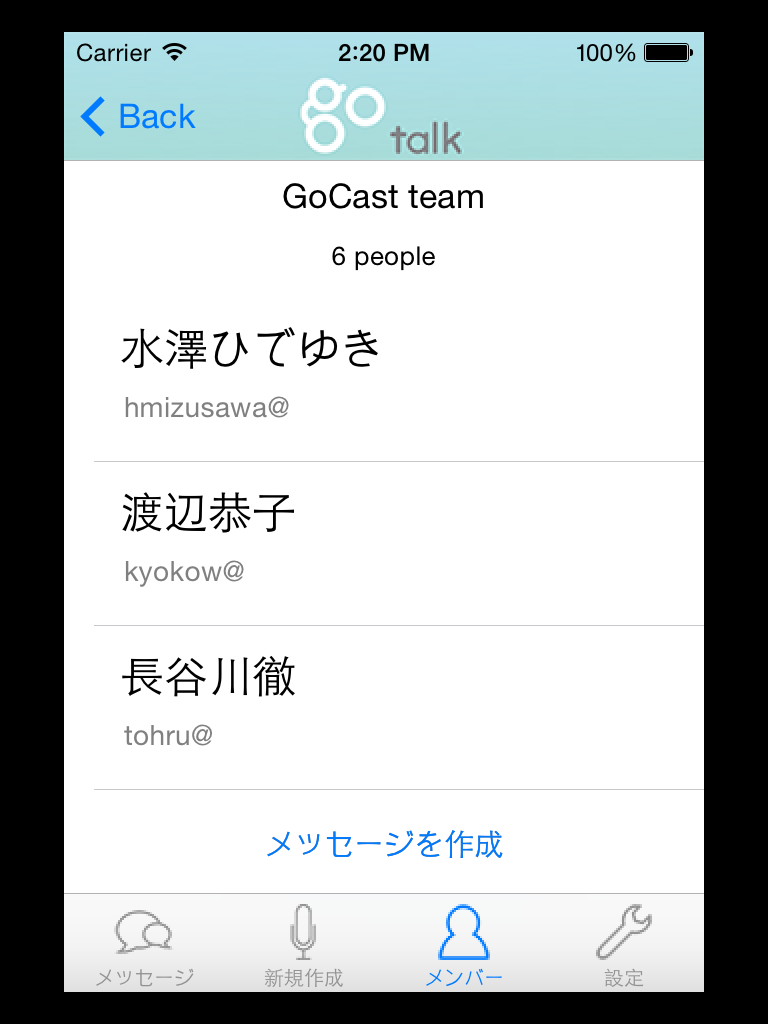 Carrier 2:20 PM 100%
Back
go talk
GoCast team
6 people
水澤ひでゆき
hmizusawa@
渡辺恭子
kyokow@
長谷川徹
tohru@
メッセージを作成
メッセージ 新規作成 メンバー 設定